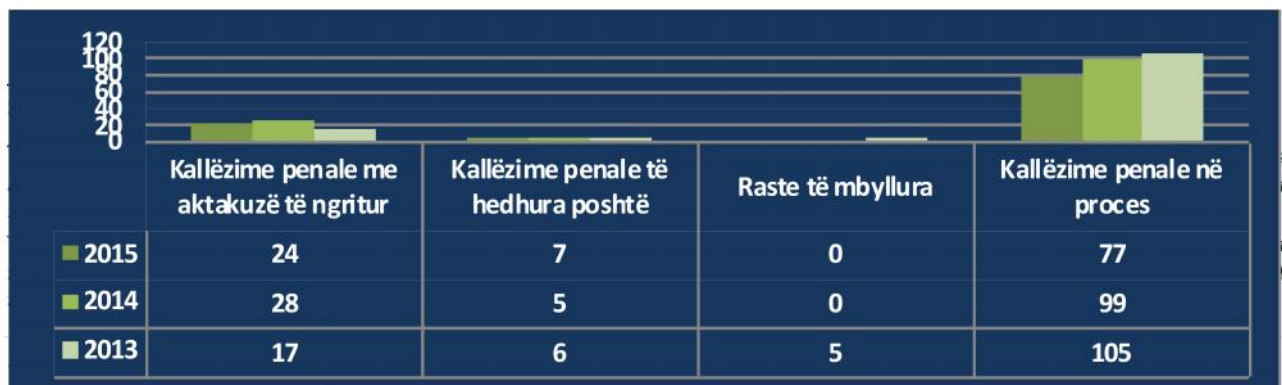 120
100
80
60
40
20
0
Kallëzime penale me
aktakuzë të ngritur
Kallëzime penale të
hedhura poshtë
Raste të mbyllura
Kallëzime penale në
proces
2015 24 7 0 77
2014 28 5 0 99
2013 17 6 5 105